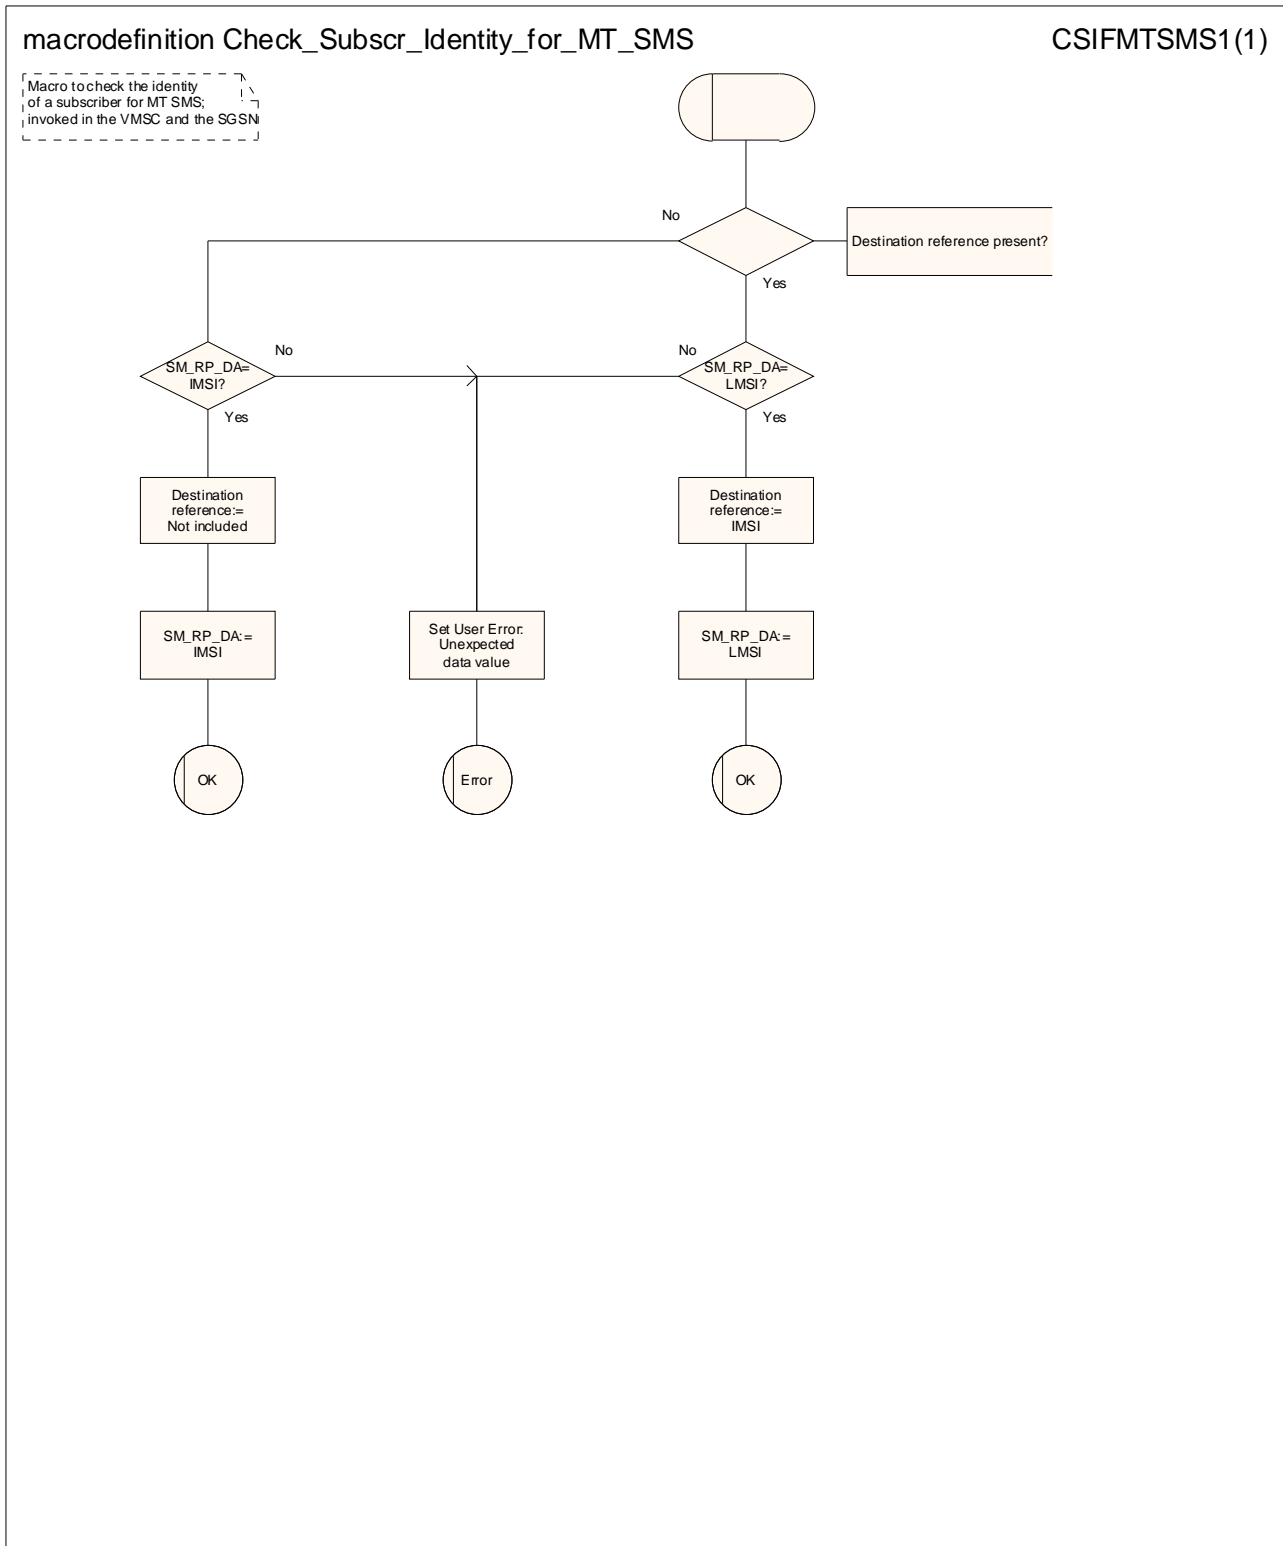 macrodefinition Check_Subscr_Identity_for_MT_SMS
CSIFMTSMS1(1)
Macro to check the identity
of a subscriber for MT SMS;
invoked in the VMSC and the SGSN
No
Destination reference present?
Yes
SM_RP_DA=
IMSI?
No
Yes
No
SM_RP_DA=
LMSI?
Yes
Destination
reference:=
Not included
Destination
reference:=
IMSI
SM_RP_DA:=
IMSI
Set User Error:
Unexpected
data value
SM_RP_DA:=
LMSI
OK
Error
OK